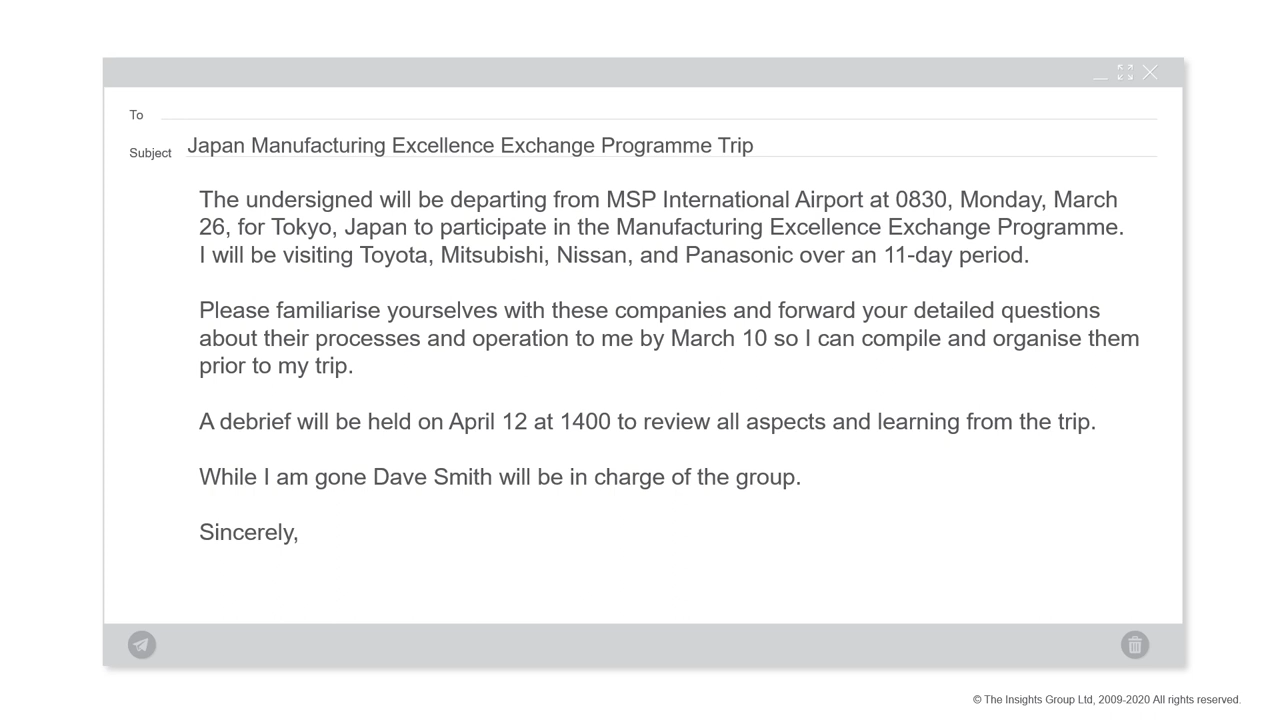 To
Subject Japan Manufacturing Excellence Exchange Programme Trip
The undersigned will be departing from MSP International Airport at 0830, Monday, March
26, for Tokyo, Japan to participate in the Manufacturing Excellence Exchange Programme.
I will be visiting Toyota, Mitsubishi, Nissan, and Panasonic over an 11-day period.
Please familiarise yourselves with these companies and forward your detailed questions
about their processes and operation to me by March 10 so I can compile and organise them
prior to my trip.
A debrief will be held on April 12 at 1400 to review all aspects and learning from the trip.
While I am gone Dave Smith will be in charge of the group.
Sincerely,
© The Insights Group Ltd, 2009-2020 All rights reserved.